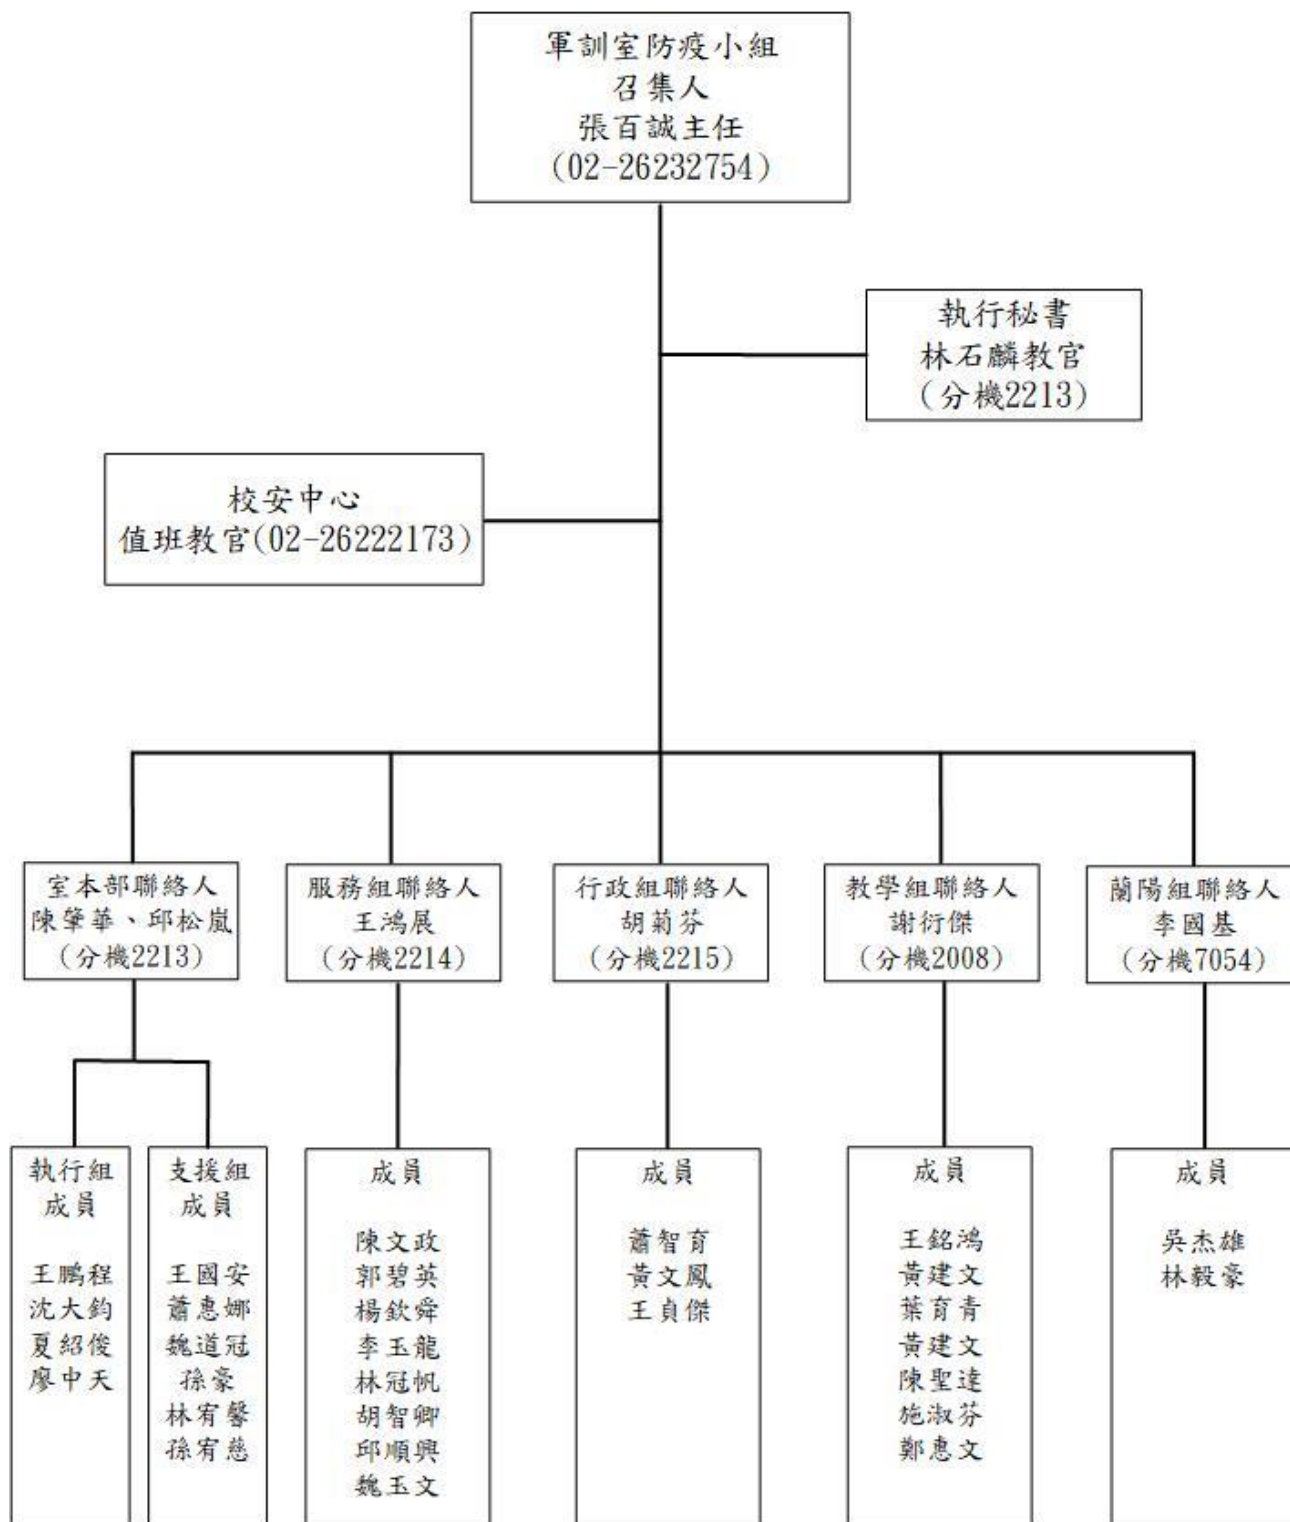 軍訓室防疫小組
召集人
張百誠主任
(02-26232754)
執行秘書
林石麟教官
(分機2213)
校安中心
值班教官(02-26222173)
室本部聯絡人
陳肇華、邱松嵐
(分機2213)
服務組聯絡人
王鴻展
(分機2214)
行政組聯絡人
胡菊芬
(分機2215)
教學組聯絡人
謝衍傑
(分機2008)
蘭陽組聯絡人
李國基
(分機7054)
執行組
成員
王鵬程
沈大鈞
夏紹俊
廖中天
支援組
成員
王國安
蕭惠娜
魏道冠
孫豪
林宥馨
孫宥慈
成員
陳文政
郭碧英
楊欽舜
李玉龍
林冠帆
胡智卿
邱順興
魏玉文
成員
蕭智育
黃文鳳
王貞傑
成員
王銘鴻
黃建文
葉育青
黃建文
陳聖達
施淑芬
鄭惠文
成員
吳杰雄
林毅豪